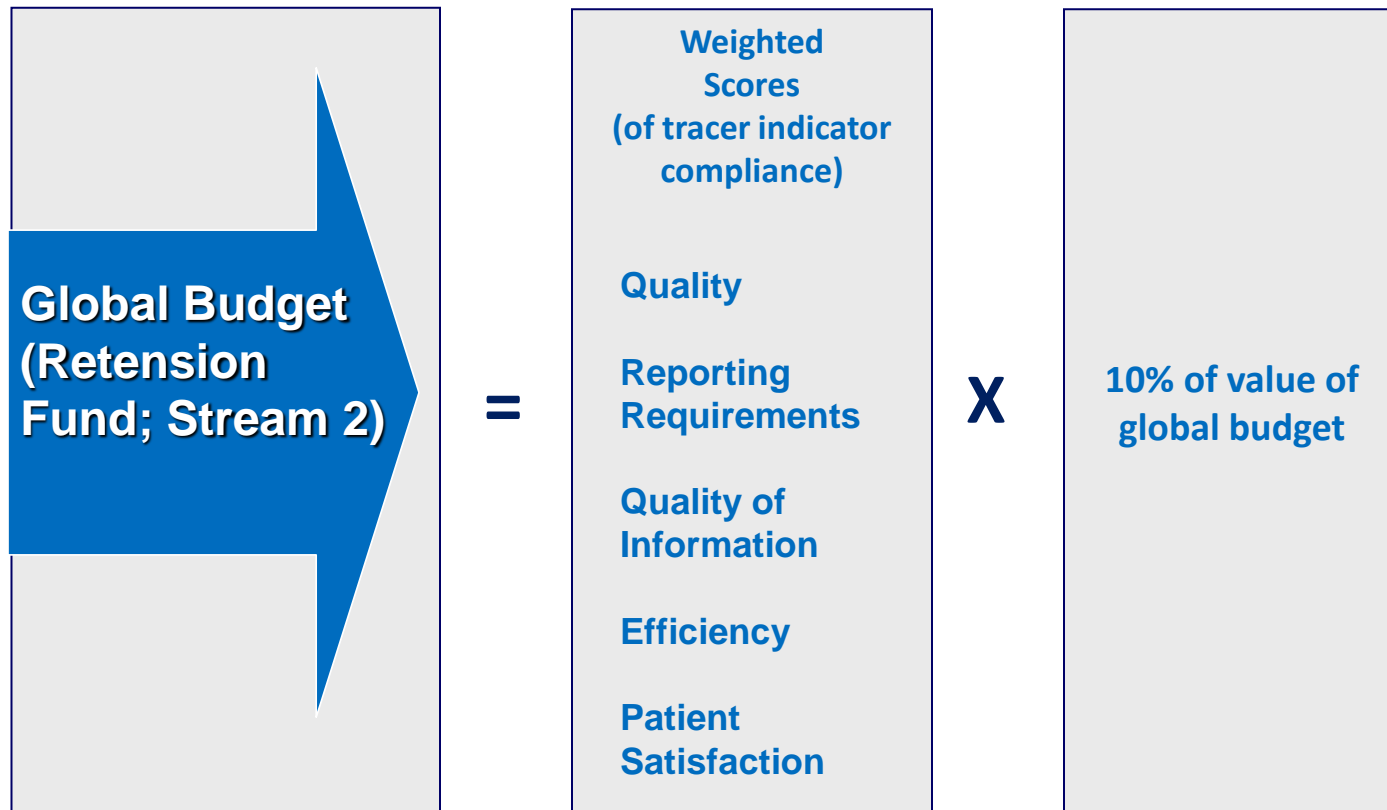 Global Budget
(Retension
Fund; Stream 2)
=
Weighted
Scores
(of tracer indicator
compliance)
Quality
Reporting
Requirements
Quality of
Information
Efficiency
Patient
Satisfaction
X
10% of value of
global budget